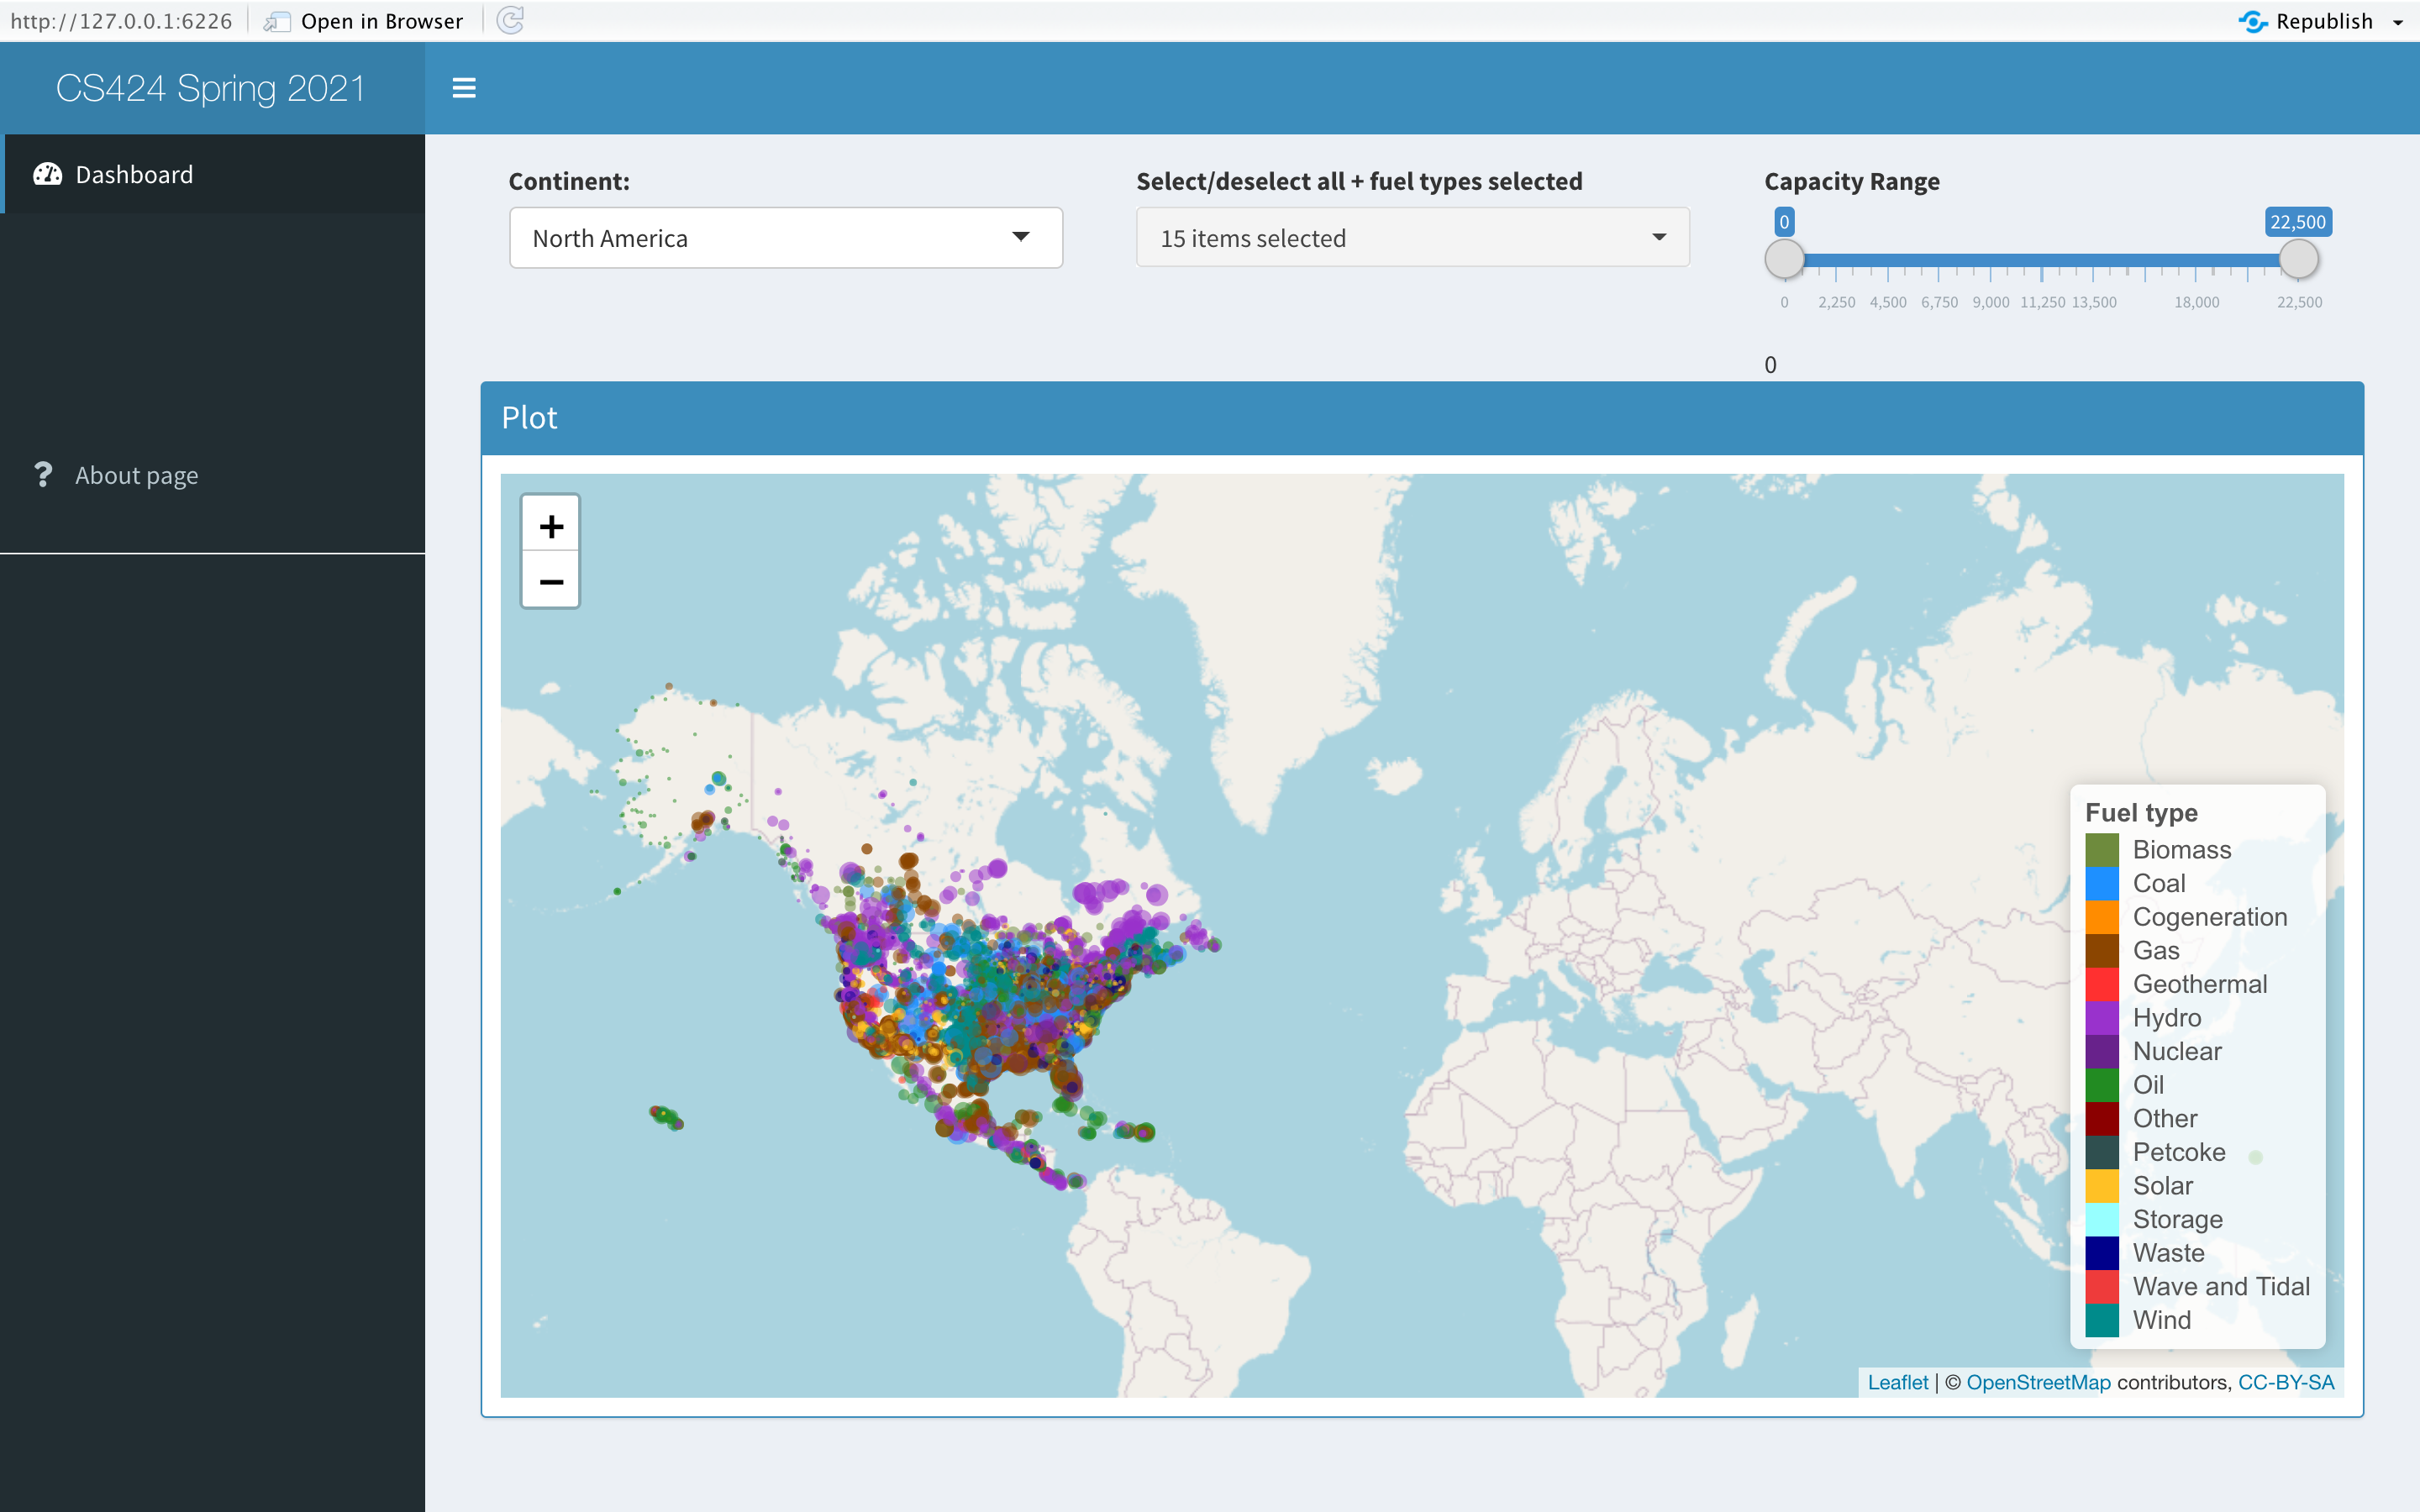 http://127.0.0.1:6226 Open in Browser Republish
CS424 Spring 2021
Dashboard
About page
Continent:
North America
Select/deselect all + fuel types selected
15 items selected
Capacity Range
0 22,500
0 2,250 4,500 6,750 9,000 11,250 13,500 18,000 22,500
0
Plot
+
−
Fuel type
Biomass
Coal
Cogeneration
Gas
Geothermal
Hydro
Nuclear
Oil
Other
Petcoke
Solar
Storage
Waste
Wave and Tidal
Wind
Leaflet | © OpenStreetMap contributors, CC-BY-SA